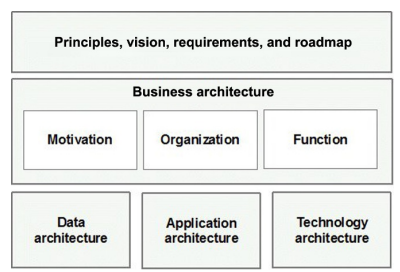 Principles, vision, requirements, and roadmap
Business architecture
Motivation
Organization
Function
Data
architecture
Application
architecture
Technology
architecture